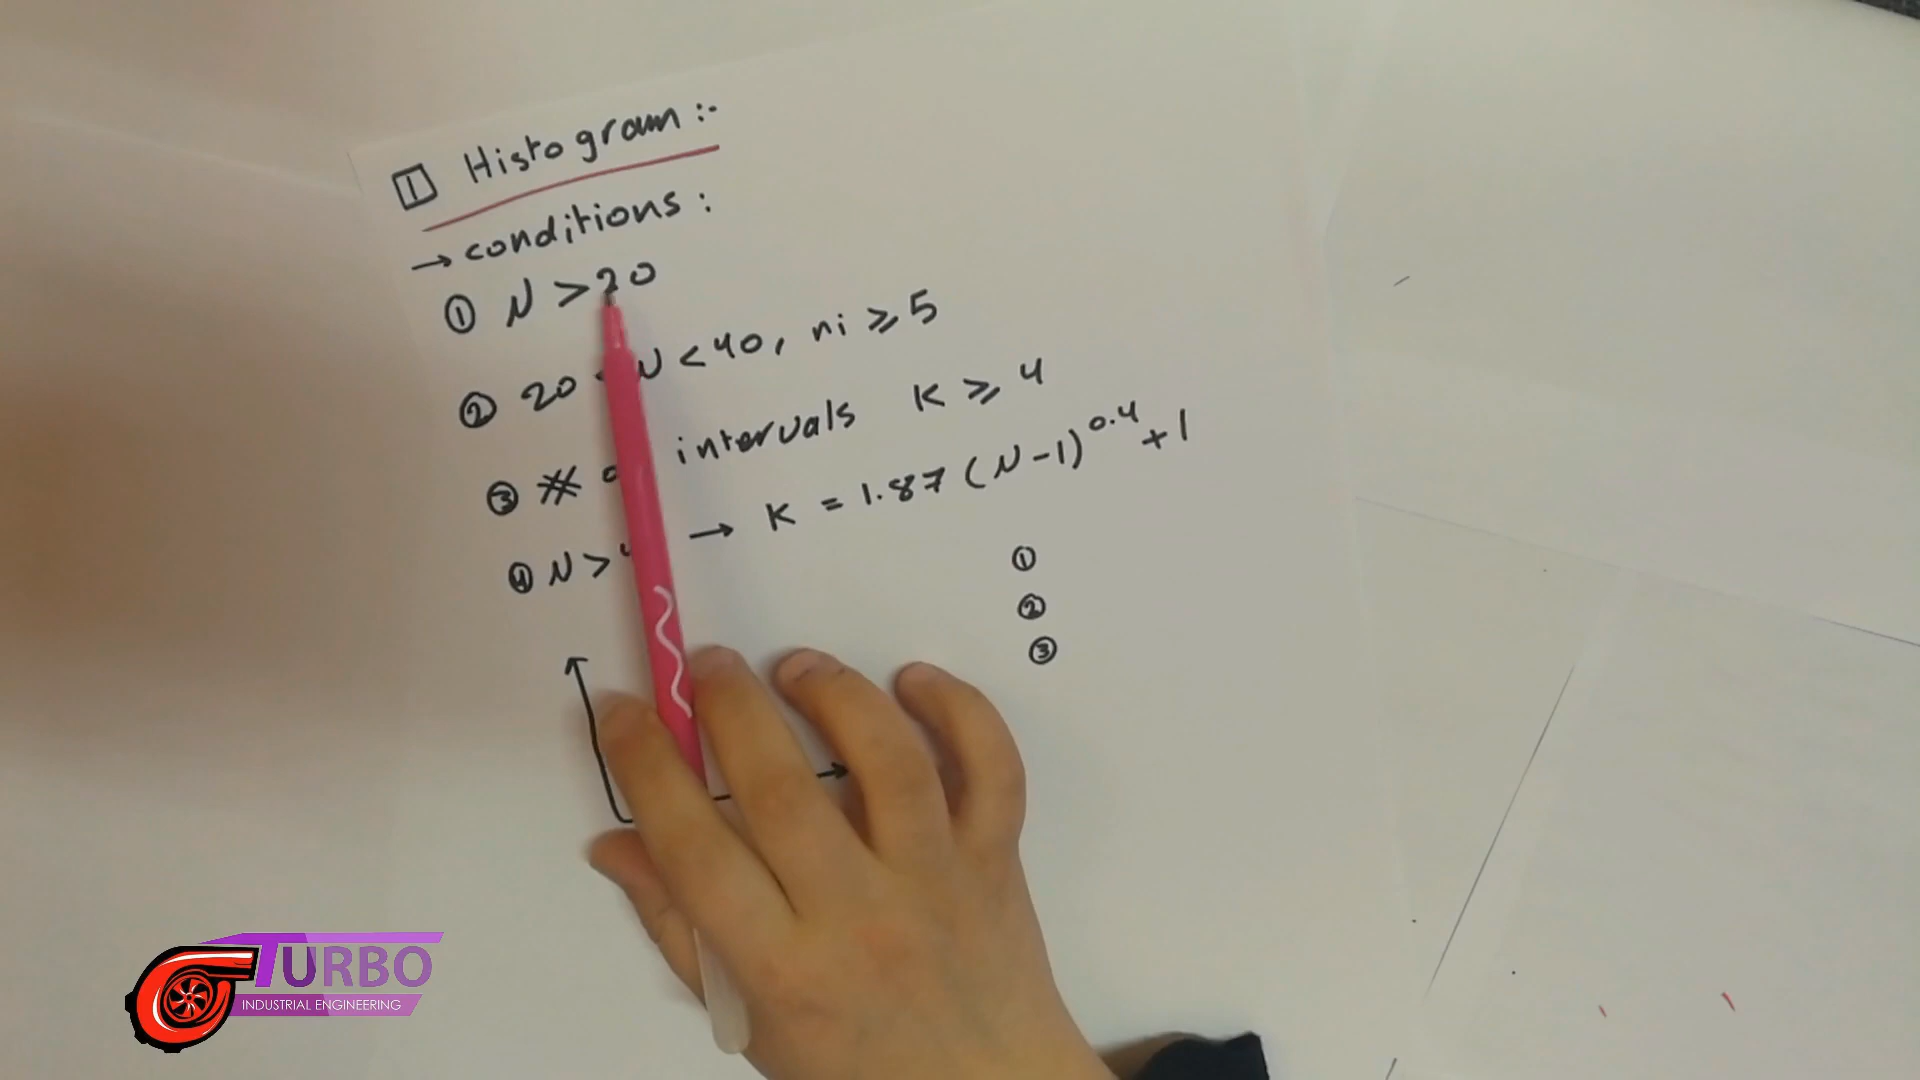 1 Histogram :-
→ conditions :
① N > 20
② 20 < N < 40, ni ≥ 5
③ # intervals K ≥ 4
④ N > → K = 1.87 (N-1)^0.4 + 1
①
②
③
TURBO
INDUSTRIAL ENGINEERING